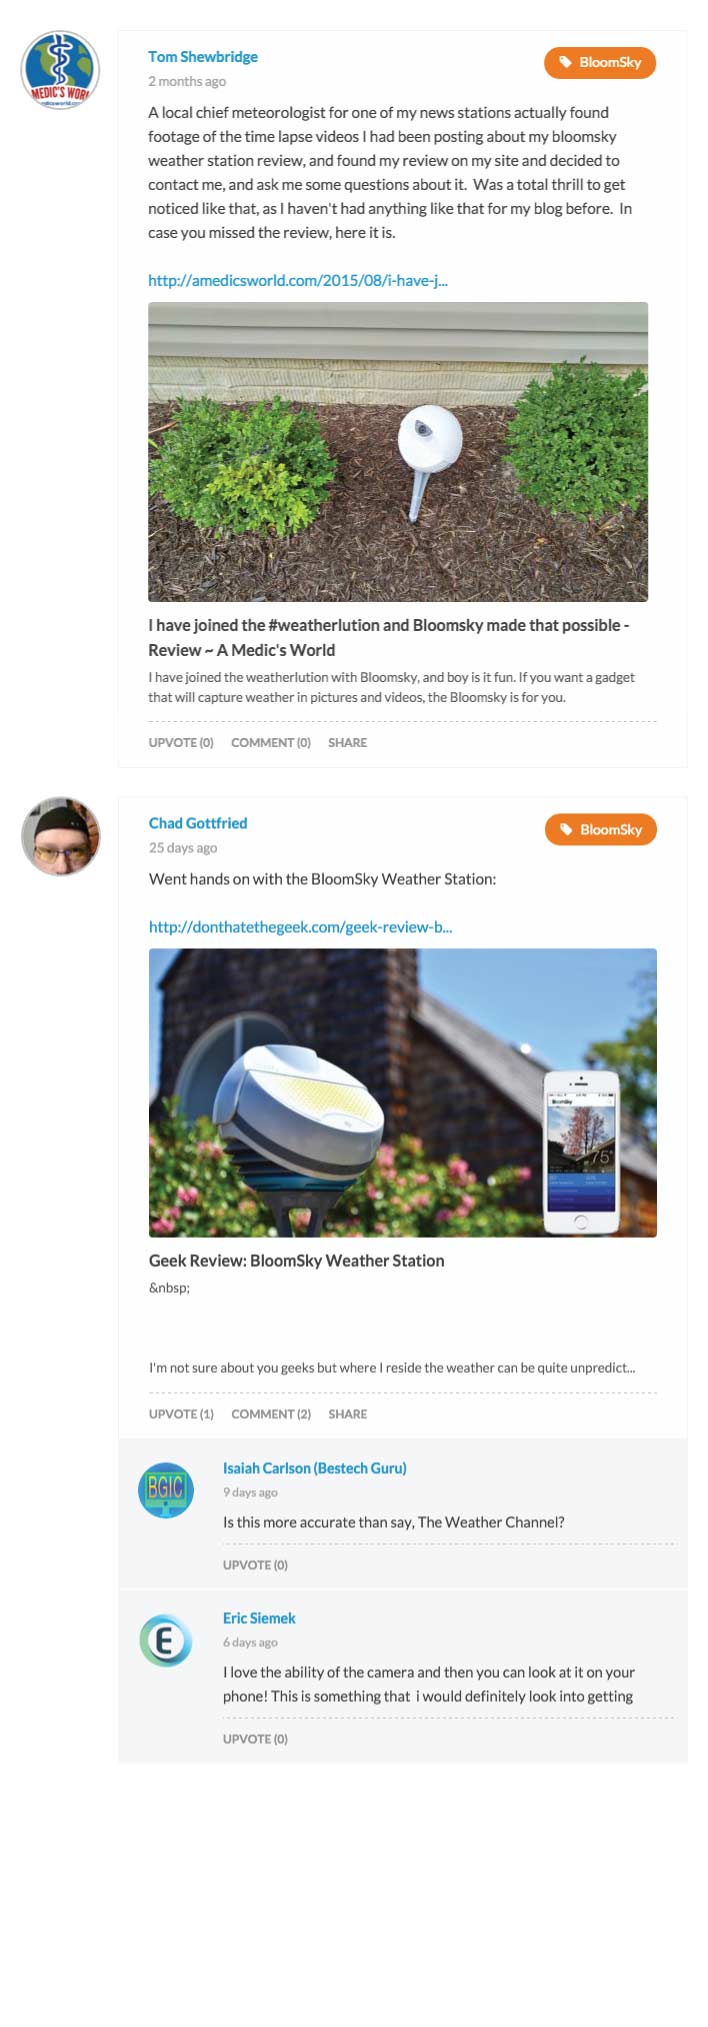 MEDIC'S WOR
Tom Shewbridge
BloomSky
2 months ago
A local chief meteorologist for one of my news stations actually found
footage of the time lapse videos I had been posting about my bloomsky
weather station review, and found my review on my site and decided to
contact me, and ask me some questions about it.  Was a total thrill to get
noticed like that, as I haven't had anything like that for my blog before.  In
case you missed the review, here it is.
http://amedicsworld.com/2015/08/i-have-j...
I have joined the #weatherlution and Bloomsky made that possible -
Review ~ A Medic's World
I have joined the weatherlution with Bloomsky, and boy is it fun. If you want a gadget
that will capture weather in pictures and videos, the Bloomsky is for you.
UPVOTE (0) COMMENT (0) SHARE
Chad Gottfried
BloomSky
25 days ago
Went hands on with the BloomSky Weather Station:
http://donthatethegeek.com/geek-review-b...
BloomSky
75°
Geek Review: BloomSky Weather Station
&nbsp;
I'm not sure about you geeks but where I reside the weather can be quite unpredict...
UPVOTE (1) COMMENT (2) SHARE
BGIC
Isaiah Carlson (Bestech Guru)
9 days ago
Is this more accurate than say, The Weather Channel?
UPVOTE (0)
E
Eric Siemek
6 days ago
I love the ability of the camera and then you can look at it on your
phone! This is something that  i would definitely look into getting
UPVOTE (0)